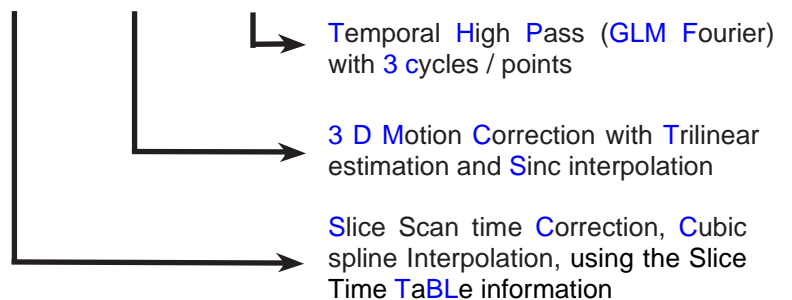 Temporal High Pass (GLM Fourier)
with 3 cycles / points
3 D Motion Correction with Trilinear
estimation and Sinc interpolation
Slice Scan time Correction, Cubic
spline Interpolation, using the Slice
Time TaBLe information